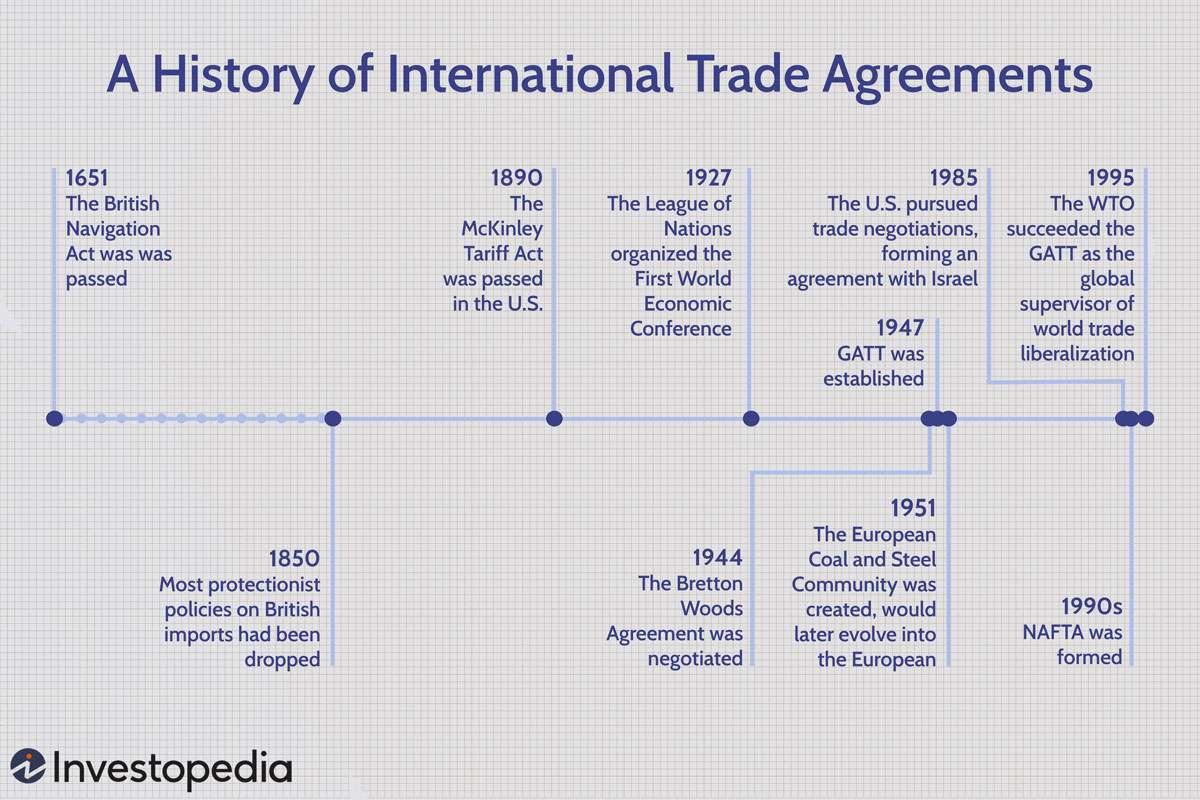 A History of International Trade Agreements
1651
The British
Navigation
Act was was
passed
1850
Most protectionist
policies on British
imports had been
dropped
1890
The
McKinley
Tariff Act
was passed
in the U.S.
1927
The League of
Nations
organized the
First World
Economic
Conference
1944
The Bretton
Woods
Agreement was
negotiated
1947
GATT was
established
1951
The European
Coal and Steel
Community was
created, would
later evolve into
the European
1985
The U.S. pursued
trade negotiations,
forming an
agreement with Israel
1990s
NAFTA was
formed
1995
The WTO
succeeded the
GATT as the
global
supervisor of
world trade
liberalization
Investopedia